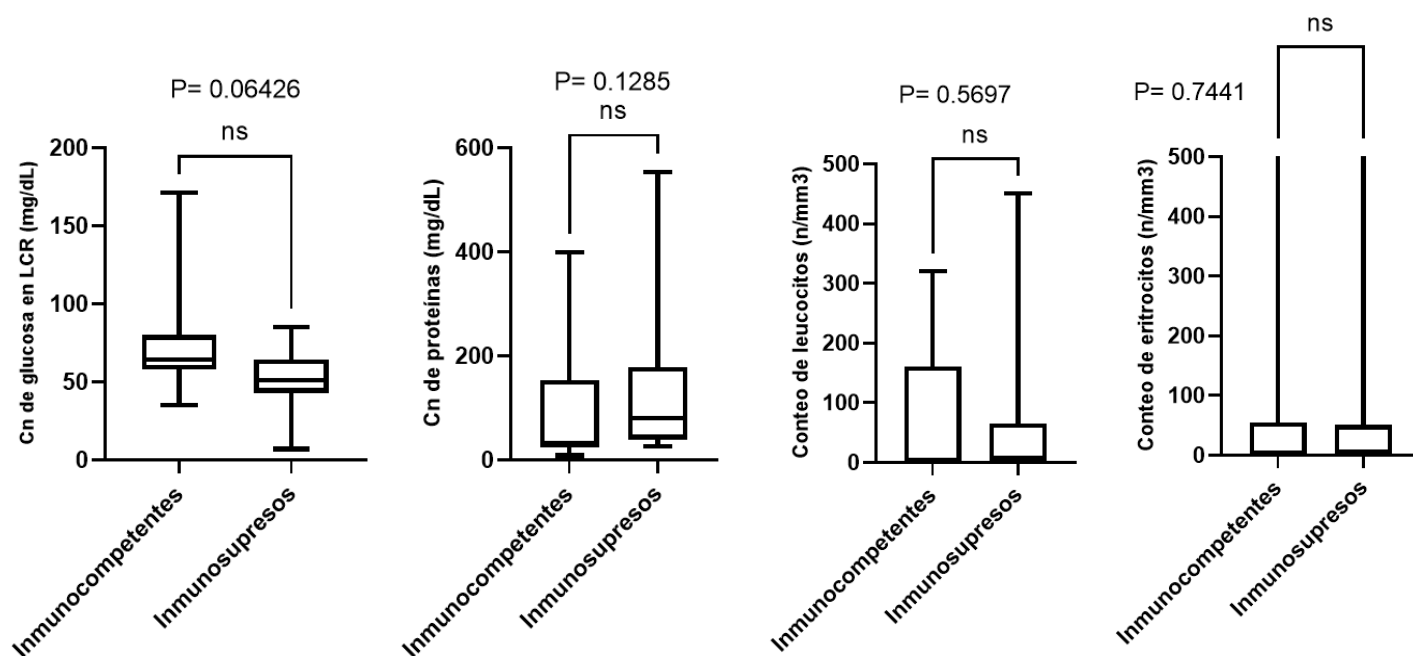 P= 0.06426
ns
Cn de glucosa en LCR (mg/dL)
200
150
100
50
0
Inmunocompetentes
Inmunosupresos
P= 0.1285
ns
Cn de proteínas (mg/dL)
600
400
200
0
Inmunocompetentes
Inmunosupresos
P= 0.5697
ns
Conteo de leucocitos (n/mm3)
500
400
300
200
100
0
Inmunocompetentes
Inmunosupresos
ns
P= 0.7441
Conteo de eritrocitos (n/mm3)
500
400
300
200
100
0
Inmunocompetentes
Inmunosupresos